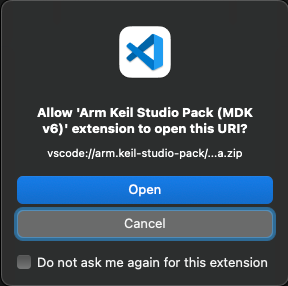 Allow 'Arm Keil Studio Pack (MDK
v6)' extension to open this URI?
vscode://arm.keil-studio-pack/...a.zip
Open
Cancel
Do not ask me again for this extension